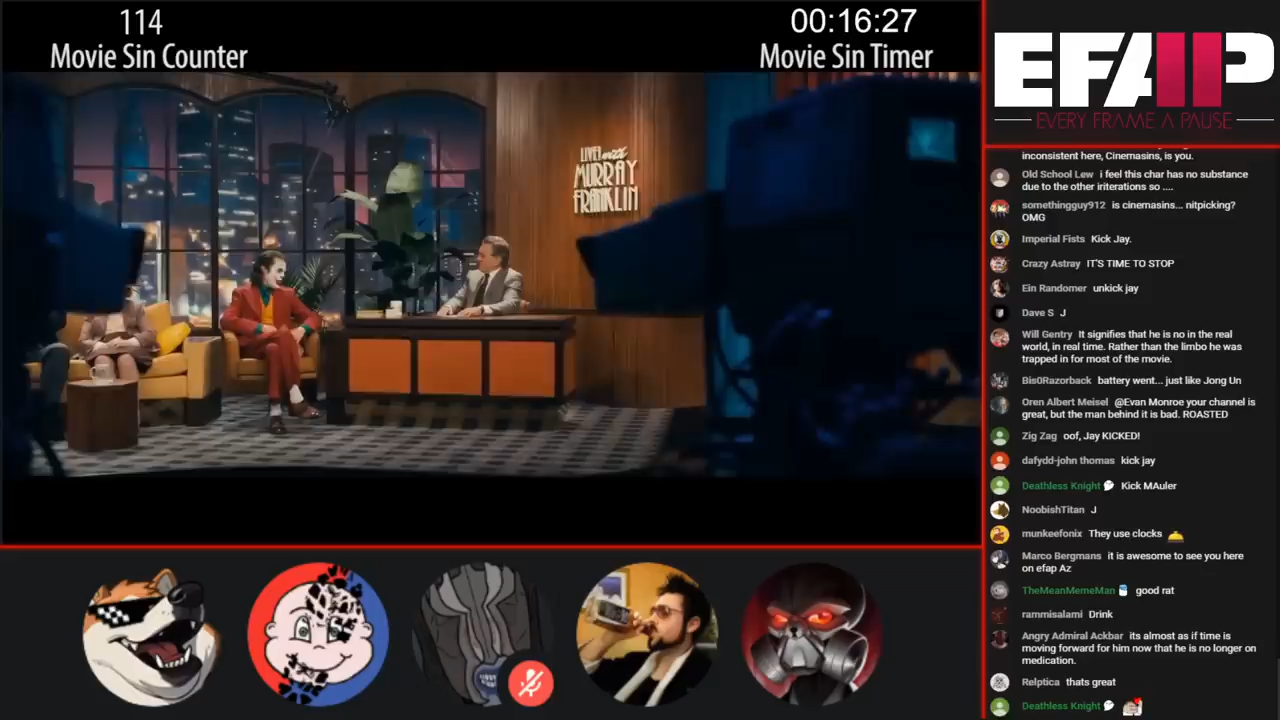 114
Movie Sin Counter
00:16:27
Movie Sin Timer
LIVE! with
MURRAY
FRANKLIN
EFAP
EVERY FRAME A PAUSE
inconsistent here, Cinemasins, is you.
Old School Lew i feel this char has no substance
due to the other iriterations so ....
somethingguy912 is cinemasins... nitpicking?
OMG
Imperial Fists Kick Jay.
Crazy Astray IT'S TIME TO STOP
Ein Randomer unkick jay
Dave S J
Will Gentry It signifies that he is no in the real
world, in real time. Rather than the limbo he was
trapped in for most of the movie.
Bis0Razorback battery went... just like Jong Un
Oren Albert Meisel @Evan Monroe your channel is
great, but the man behind it is bad. ROASTED
Zig Zag oof, Jay KICKED!
dafydd-john thomas kick jay
Deathless Knight Kick MAuler
NoobishTitan J
munkeefonix They use clocks
Marco Bergmans it is awesome to see you here
on efap Az
TheMeanMemeMan good rat
rammisalami Drink
Angry Admiral Ackbar its almost as if time is
moving forward for him now that he is no longer on
medication.
Relptica thats great
Deathless Knight